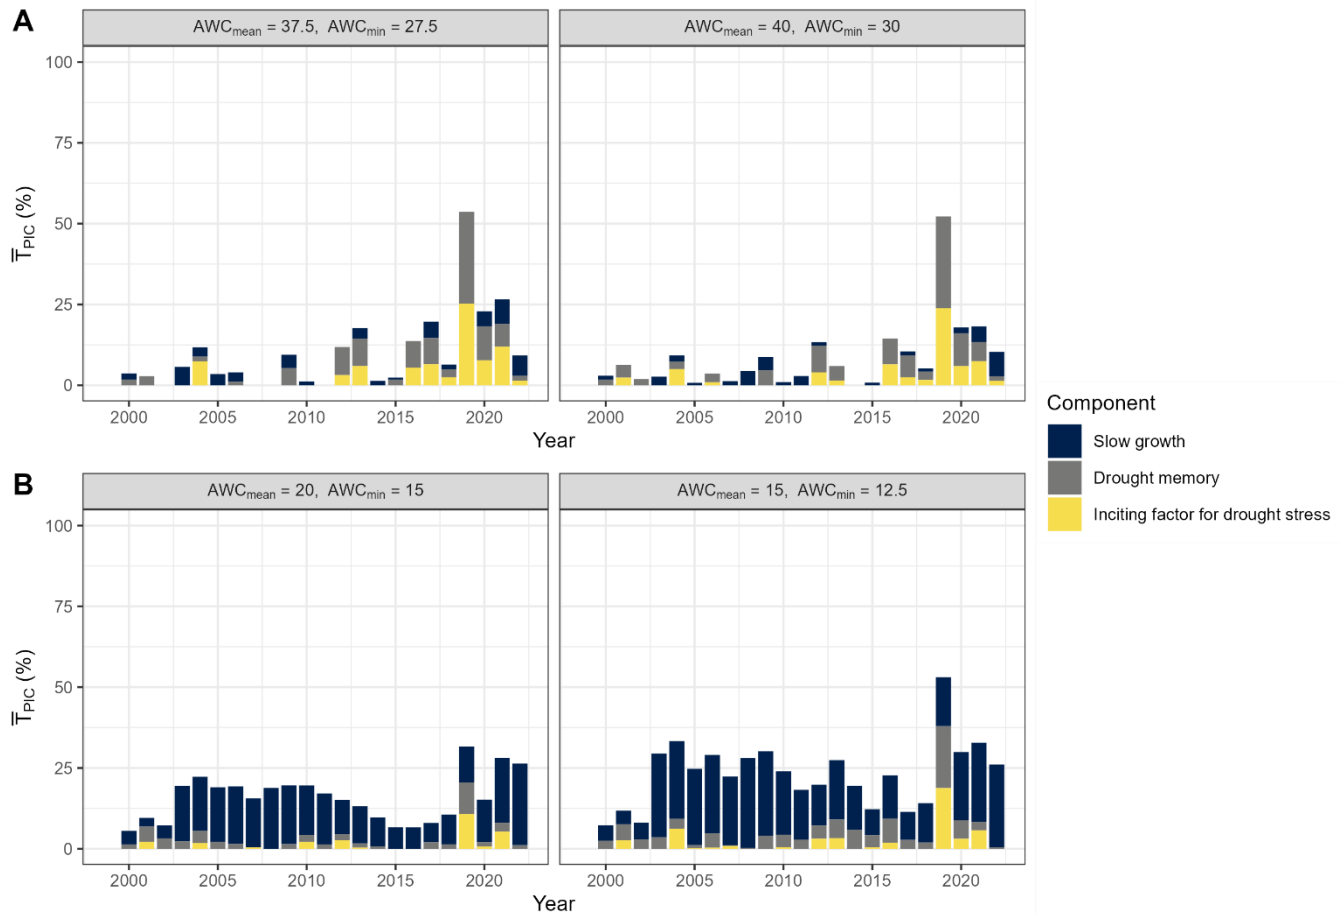 A
AWCmean = 37.5, AWCmin = 27.5
AWCmean = 40, AWCmin = 30
100
75
50
25
0
T̅PIC (%)
2000 2005 2010 2015 2020
2000 2005 2010 2015 2020
Year
Component
Slow growth
Drought memory
Inciting factor for drought stress
B
AWCmean = 20, AWCmin = 15
AWCmean = 15, AWCmin = 12.5
100
75
50
25
0
T̅PIC (%)
2000 2005 2010 2015 2020
2000 2005 2010 2015 2020
Year